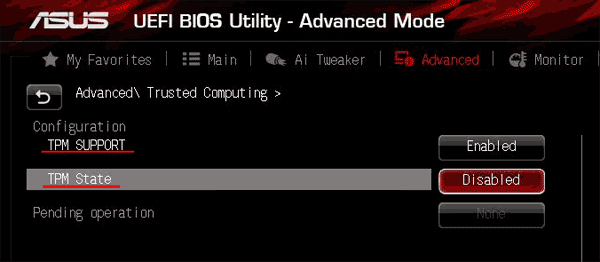 ASUS UEFI BIOS Utility - Advanced Mode
My Favorites Main Ai Tweaker Advanced Monitor
Advanced\ Trusted Computing >
Configuration
TPM SUPPORT Enabled
TPM State Disabled
Pending operation None